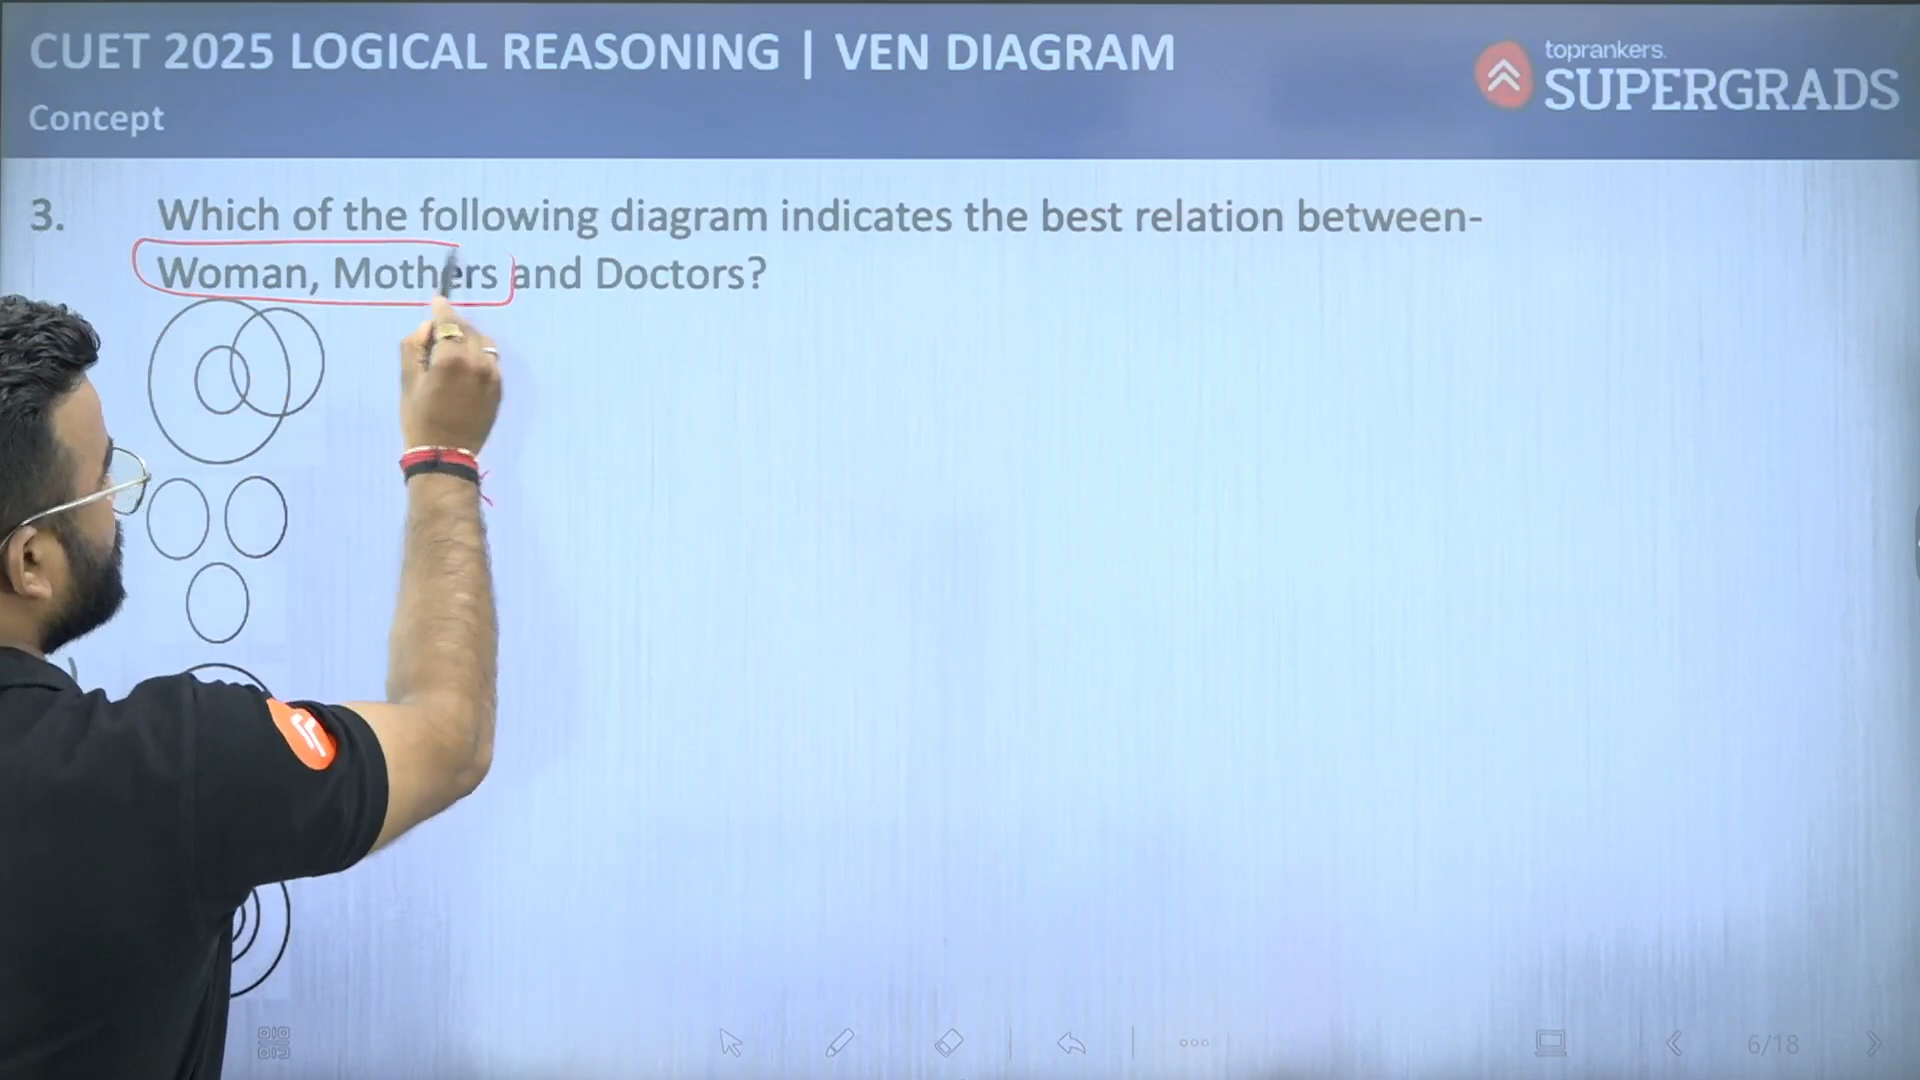 CUET 2025 LOGICAL REASONING | VEN DIAGRAM
Concept
toprankers.
SUPERGRADS
3. Which of the following diagram indicates the best relation between-
Woman, Mothers and Doctors?
6/18